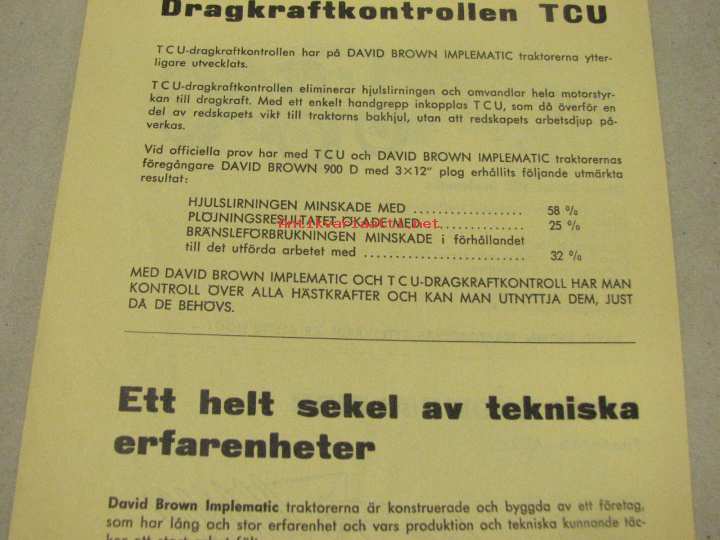 Dragkraftkontrollen TCU
TCU-dragkraftkontrollen har på DAVID BROWN IMPLEMATIC traktorerna ytter-
ligare utvecklats.
TCU-dragkraftkontrollen eliminerar hjulslirningen och omvandlar hela motorstyr-
kan till dragkraft. Med ett enkelt handgrepp inkopplas TCU, som då överför en
del av redskapets vikt till traktorns bakhjul, utan att redskapets arbetsdjup på-
verkas.
Vid officiella prov har med TCU och DAVID BROWN IMPLEMATIC traktorernas
föregångare DAVID BROWN 900 D med 3×12" plog erhållits följande utmärkta
resultat:
HJULSLIRNINGEN MINSKADE MED .................. 58 %
PLÖJNINGSRESULTATET ÖKADE MED ................. 25 %
Antikvariaatti.net
BRÄNSLEFÖRBRUKNINGEN MINSKADE i förhållandet
till det utförda arbetet med .......................... 32 %
MED DAVID BROWN IMPLEMATIC OCH TCU-DRAGKRAFTKONTROLL HAR MAN
KONTROLL ÖVER ALLA HÄSTKRAFTER OCH KAN MAN UTNYTTJA DEM, JUST
DÅ DE BEHÖVS.
Ett helt sekel av tekniska
erfarenheter
David Brown Implematic traktorerna är konstruerade och byggda av ett företag,
som har lång och stor erfarenhet och vars produktion och tekniska kunnande täc-